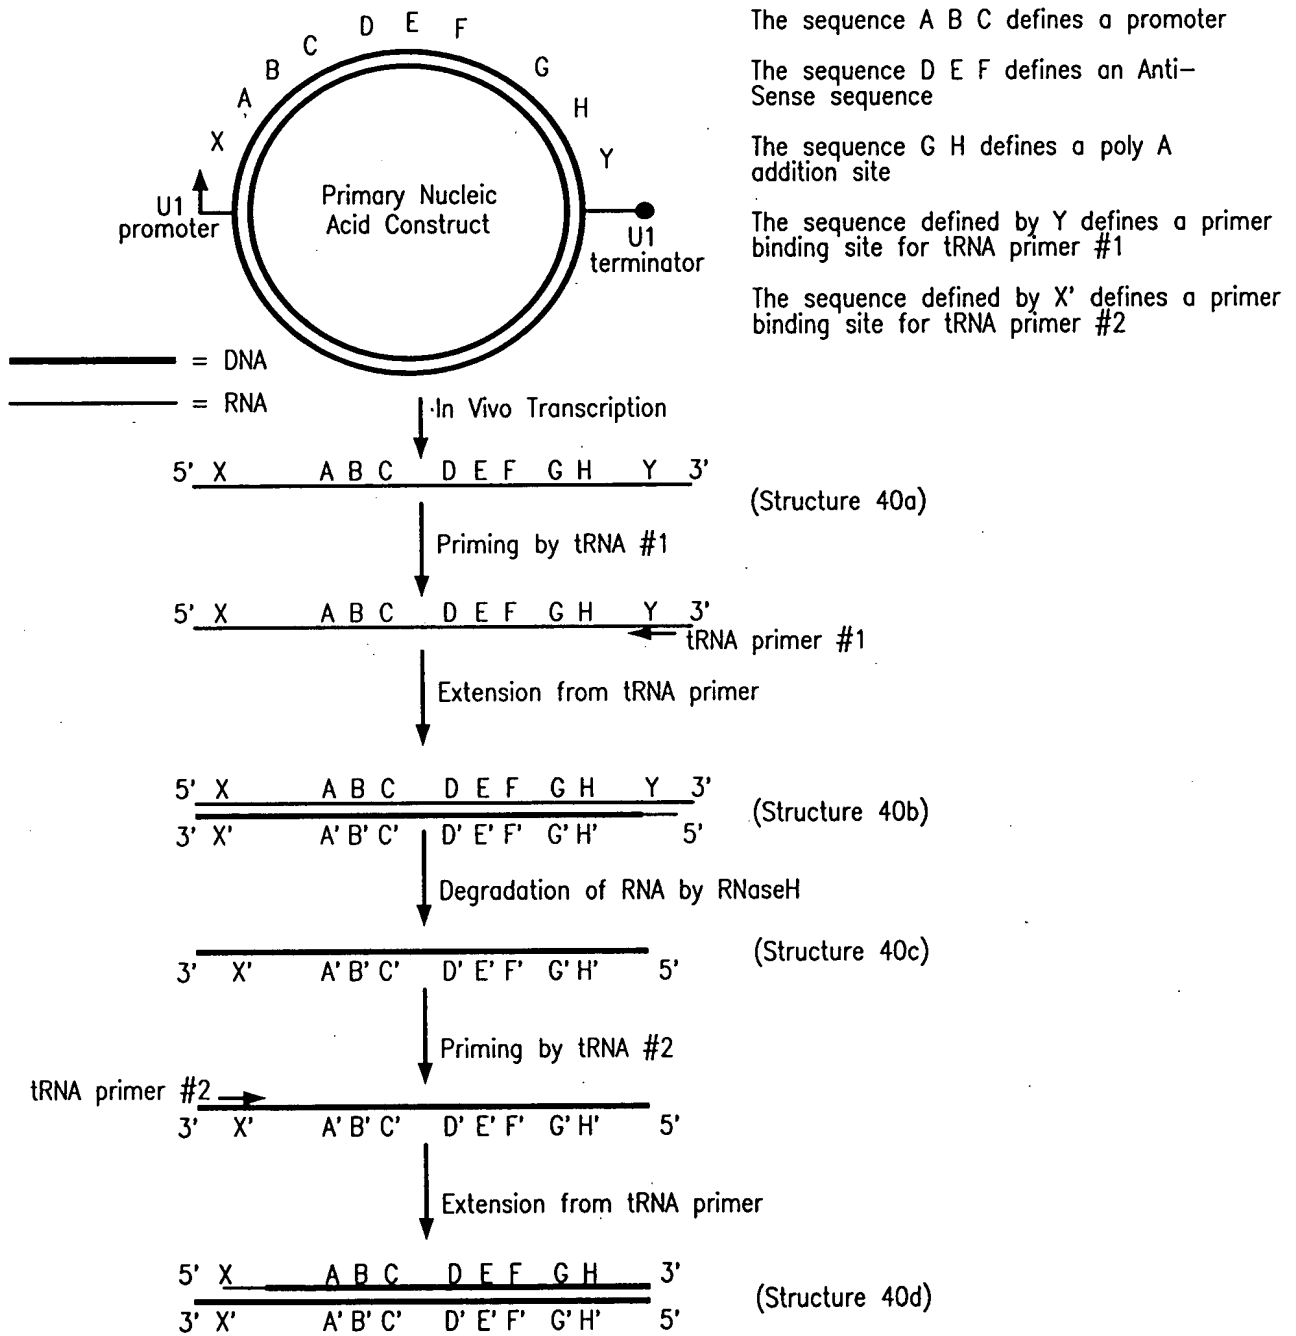 X A B C D E F G H Y
U1
promoter
Primary Nucleic
Acid Construct
U1
terminator
The sequence A B C defines a promoter
The sequence D E F defines an Anti-
Sense sequence
The sequence G H defines a poly A
addition site
The sequence defined by Y defines a primer
binding site for tRNA primer #1
The sequence defined by X' defines a primer
binding site for tRNA primer #2
= DNA
= RNA
In Vivo Transcription
5' X A B C D E F G H Y 3'
(Structure 40a)
Priming by tRNA #1
5' X A B C D E F G H Y 3'
tRNA primer #1
Extension from tRNA primer
5' X A B C D E F G H Y 3'
3' X' A' B' C' D' E' F' G' H' 5'
(Structure 40b)
Degradation of RNA by RNaseH
3' X' A' B' C' D' E' F' G' H' 5'
(Structure 40c)
Priming by tRNA #2
tRNA primer #2
3' X' A' B' C' D' E' F' G' H' 5'
Extension from tRNA primer
5' X A B C D E F G H 3'
3' X' A' B' C' D' E' F' G' H' 5'
(Structure 40d)